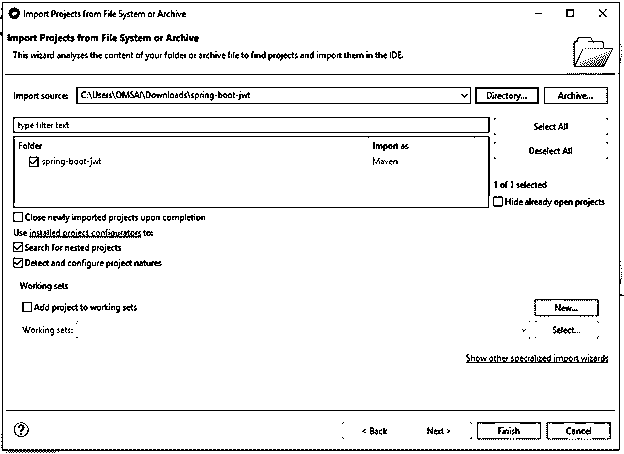 Import Projects from File System or Archive
Import Projects from File System or Archive
This wizard analyzes the content of your folder or archive file to find projects and import them in the IDE.
Import source: C:\Users\OMSAI\Downloads\spring-boot-jwt Directory... Archive...
type filter text Select All
Folder Import as Deselect All
spring-boot-jwt Maven
1 of 1 selected
Hide already open projects
Close newly imported projects upon completion
Use installed project configurators to:
Search for nested projects
Detect and configure project natures
Working sets
Add project to working sets New...
Working sets: Select...
Show other specialized import wizards
? < Back Next > Finish Cancel